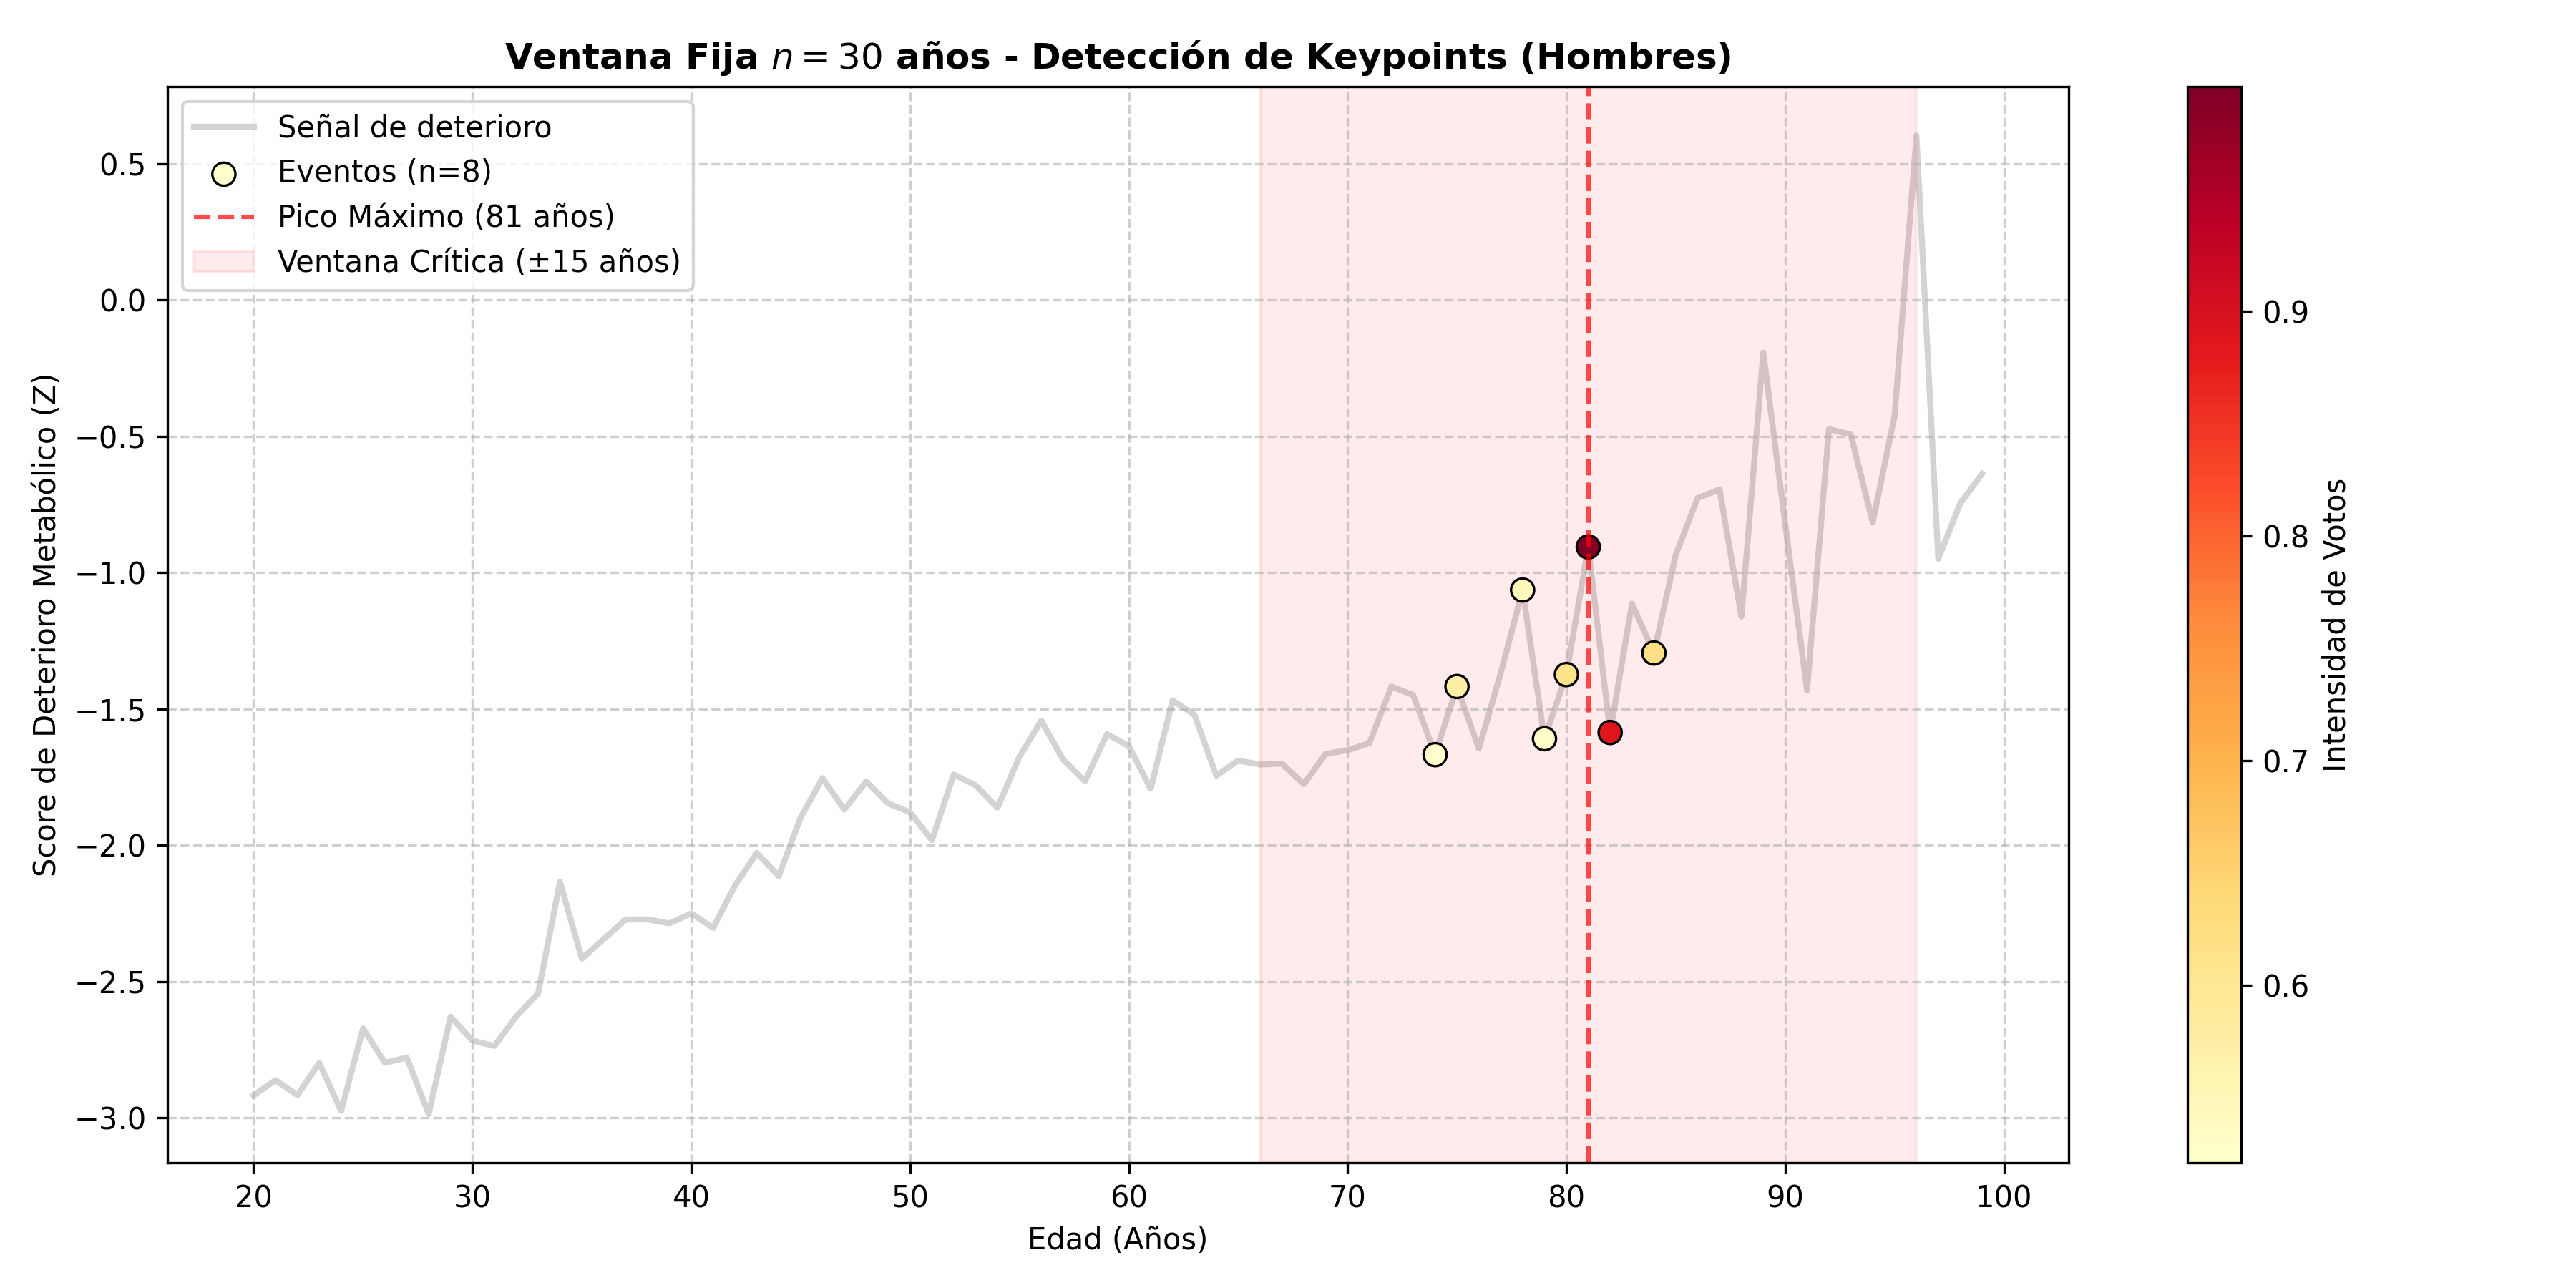 Ventana Fija n = 30 años - Detección de Keypoints (Hombres)
Señal de deterioro
Eventos (n=8)
Pico Máximo (81 años)
Ventana Crítica (±15 años)
Score de Deterioro Metabólico (Z)
0.5
0.0
−0.5
−1.0
−1.5
−2.0
−2.5
−3.0
20
30
40
50
60
70
80
90
100
Edad (Años)
0.9
0.8
0.7
0.6
Intensidad de Votos